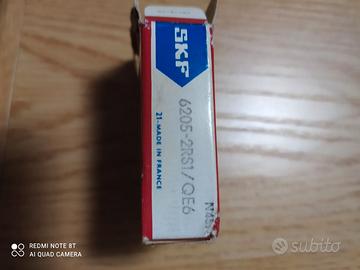 SKF
6205-2RS1/QE6
21-MADE IN FRANCE
REDMI NOTE 8T
AI QUAD CAMERA
subito